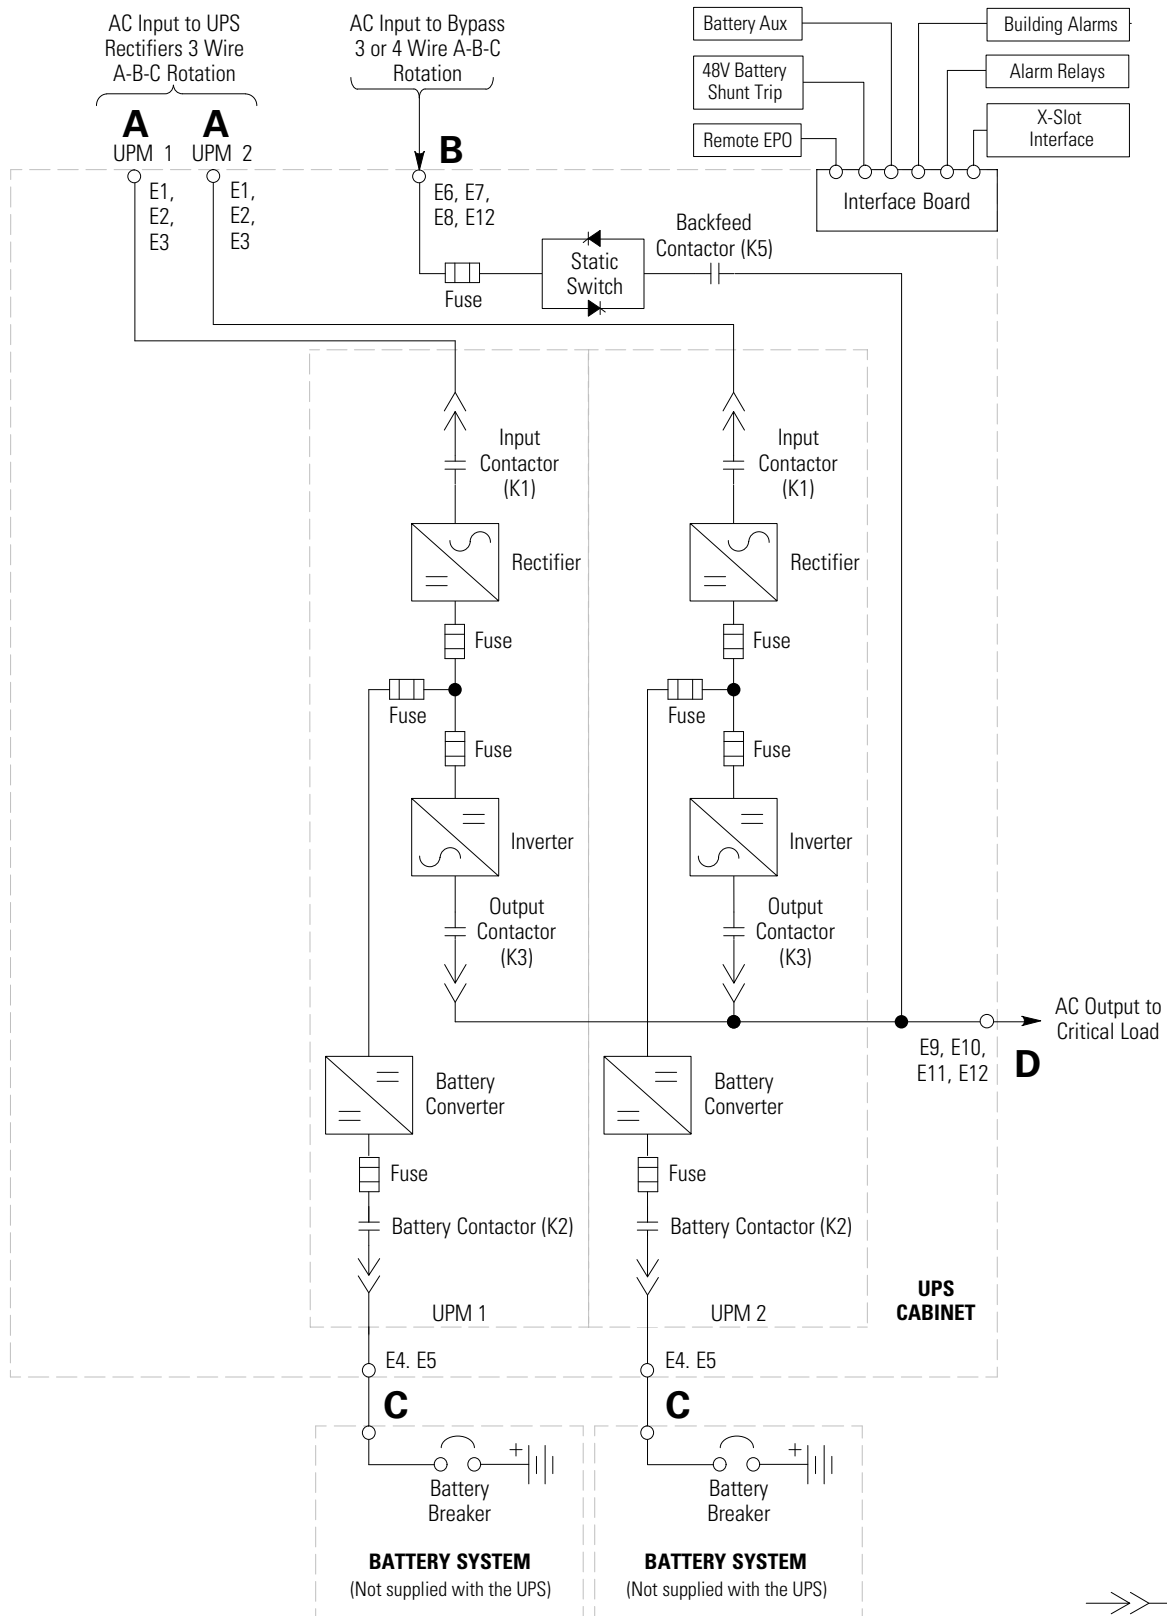 AC Input to UPS
Rectifiers 3 Wire
A-B-C Rotation
AC Input to Bypass
3 or 4 Wire A-B-C
Rotation
Battery Aux
48V Battery
Shunt Trip
Remote EPO
Building Alarms
Alarm Relays
X-Slot
Interface
A
UPM 1
A
UPM 2
B
E1,
E2,
E3
E1,
E2,
E3
E6, E7,
E8, E12
Interface Board
Backfeed
Contactor (K5)
Static
Switch
Fuse
Input
Contactor
(K1)
Input
Contactor
(K1)
Rectifier
Rectifier
Fuse
Fuse
Fuse
Fuse
Fuse
Fuse
Inverter
Inverter
Output
Contactor
(K3)
Output
Contactor
(K3)
AC Output to
Critical Load
E9, E10,
E11, E12
D
Battery
Converter
Battery
Converter
Fuse
Fuse
Battery Contactor (K2)
Battery Contactor (K2)
UPS
CABINET
UPM 1
UPM 2
E4. E5
E4. E5
C
C
+
+
Battery
Breaker
Battery
Breaker
BATTERY SYSTEM
(Not supplied with the UPS)
BATTERY SYSTEM
(Not supplied with the UPS)